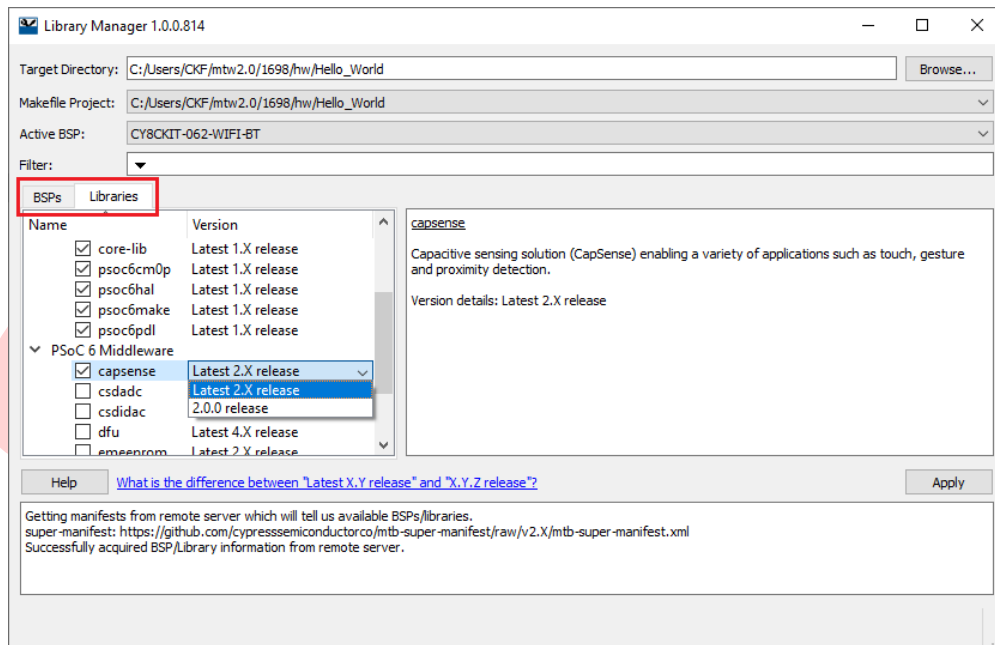 Library Manager 1.0.0.814
Target Directory: C:/Users/CKF/mtw2.0/1698/hw/Hello_World Browse...
Makefile Project: C:/Users/CKF/mtw2.0/1698/hw/Hello_World
Active BSP: CY8CKIT-062-WIFI-BT
Filter:
BSPs Libraries
Name Version
core-lib Latest 1.X release
psoc6cm0p Latest 1.X release
psoc6hal Latest 1.X release
psoc6make Latest 1.X release
psoc6pdl Latest 1.X release
PSoC 6 Middleware
capsense Latest 2.X release
csdadc Latest 2.X release
csdidac 2.0.0 release
dfu Latest 4.X release
emeeprom Latest 2.X release
capsense
Capacitive sensing solution (CapSense) enabling a variety of applications such as touch, gesture
and proximity detection.
Version details: Latest 2.X release
Help What is the difference between "Latest X.Y release" and "X.Y.Z release"? Apply
Getting manifests from remote server which will tell us available BSPs/libraries.
super-manifest: https://github.com/cypresssemiconductorco/mtb-super-manifest/raw/v2.X/mtb-super-manifest.xml
Successfully acquired BSP/Library information from remote server.